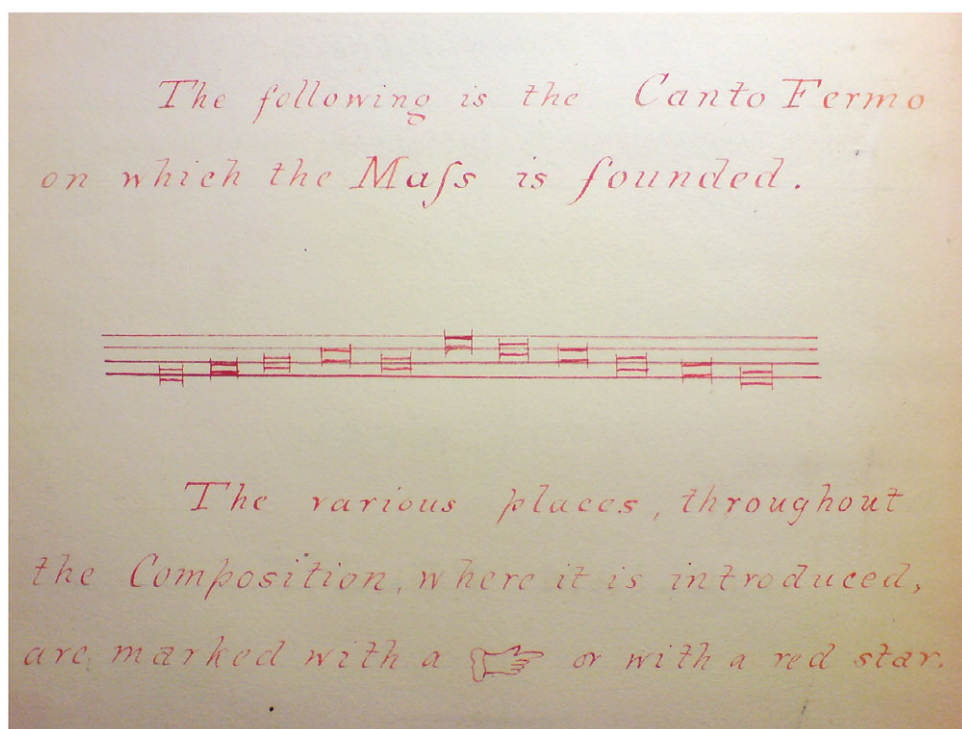 The following is the Canto Fermo
on which the Maſs is founded.
The various places, throughout
the Composition, where it is introduced,
are marked with a ☞ or with a red star.